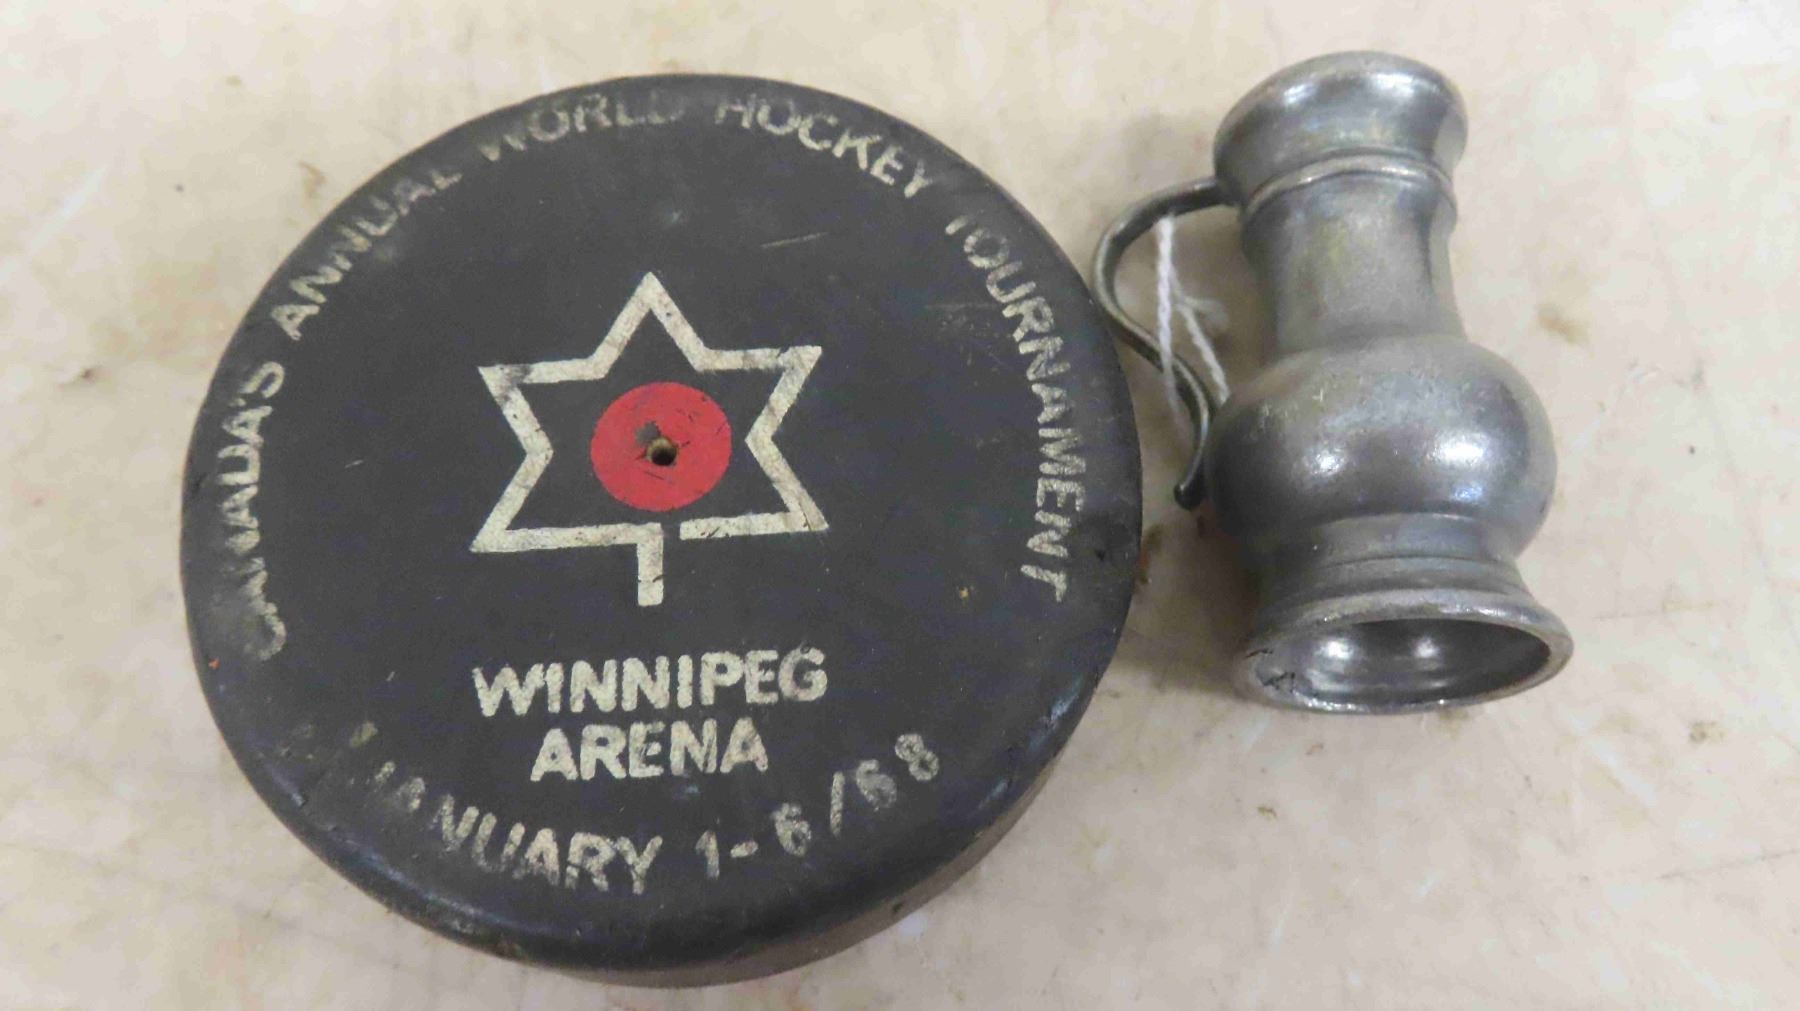 CANADA'S ANNUAL WORLD HOCKEY TOURNAMENT
WINNIPEG
ARENA
JANUARY 1-6/68